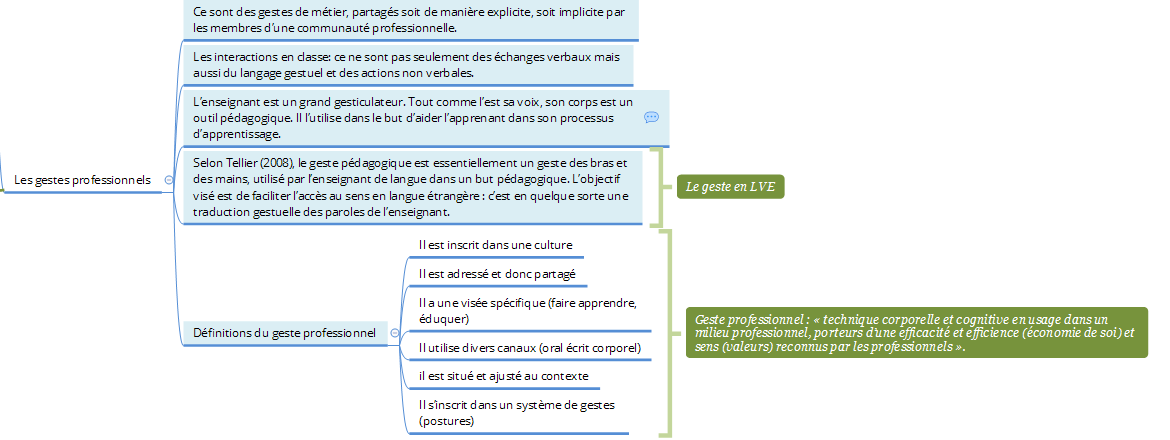 Ce sont des gestes de métier, partagés soit de manière explicite, soit implicite par
les membres d'une communauté professionnelle.
Les interactions en classe: ce ne sont pas seulement des échanges verbaux mais
aussi du langage gestuel et des actions non verbales.
L'enseignant est un grand gesticulateur. Tout comme l'est sa voix, son corps est un
outil pédagogique. Il l'utilise dans le but d'aider l'apprenant dans son processus
d'apprentissage.
Les gestes professionnels
Selon Tellier (2008), le geste pédagogique est essentiellement un geste des bras et
des mains, utilisé par l'enseignant de langue dans un but pédagogique. L'objectif
visé est de faciliter l'accès au sens en langue étrangère : c'est en quelque sorte une
traduction gestuelle des paroles de l'enseignant.
Le geste en LVE
Définitions du geste professionnel
Il est inscrit dans une culture
Il est adressé et donc partagé
Il a une visée spécifique (faire apprendre,
éduquer)
Il utilise divers canaux (oral écrit corporel)
il est situé et ajusté au contexte
Il s'inscrit dans un système de gestes
(postures)
Geste professionnel : « technique corporelle et cognitive en usage dans un
milieu professionnel, porteurs d'une efficacité et efficience (économie de soi) et
sens (valeurs) reconnus par les professionnels ».